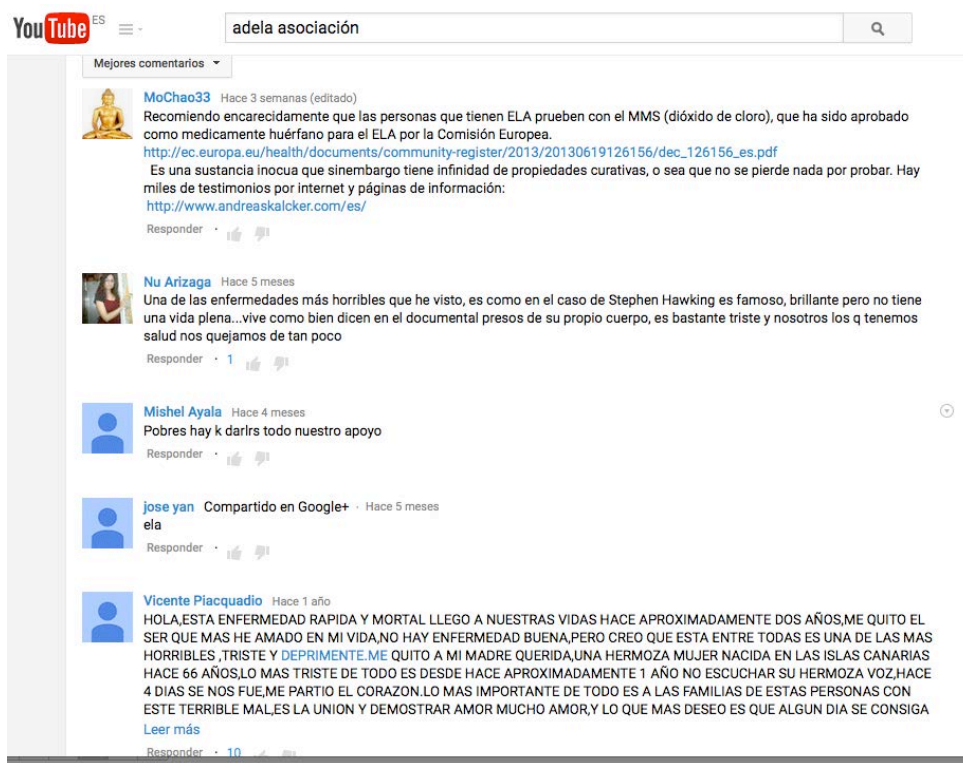 YouTube ES
adela asociación
Mejores comentarios
MoChao33 Hace 3 semanas (editado)
Recomiendo encarecidamente que las personas que tienen ELA prueben con el MMS (dióxido de cloro), que ha sido aprobado
como medicamente huérfano para el ELA por la Comisión Europea.
http://ec.europa.eu/health/documents/community-register/2013/20130619126156/dec_126156_es.pdf
Es una sustancia inocua que sinembargo tiene infinidad de propiedades curativas, o sea que no se pierde nada por probar. Hay
miles de testimonios por internet y páginas de información:
http://www.andreaskalcker.com/es/
Responder ·
Nu Arizaga Hace 5 meses
Una de las enfermedades más horribles que he visto, es como en el caso de Stephen Hawking es famoso, brillante pero no tiene
una vida plena...vive como bien dicen en el documental presos de su propio cuerpo, es bastante triste y nosotros los q tenemos
salud nos quejamos de tan poco
Responder · 1
Mishel Ayala Hace 4 meses
Pobres hay k darlrs todo nuestro apoyo
Responder ·
jose yan Compartido en Google+ · Hace 5 meses
ela
Responder ·
Vicente Piacquadio Hace 1 año
HOLA,ESTA ENFERMEDAD RAPIDA Y MORTAL LLEGO A NUESTRAS VIDAS HACE APROXIMADAMENTE DOS AÑOS,ME QUITO EL
SER QUE MAS HE AMADO EN MI VIDA,NO HAY ENFERMEDAD BUENA,PERO CREO QUE ESTA ENTRE TODAS ES UNA DE LAS MAS
HORRIBLES ,TRISTE Y DEPRIMENTE.ME QUITO A MI MADRE QUERIDA,UNA HERMOZA MUJER NACIDA EN LAS ISLAS CANARIAS
HACE 66 AÑOS,LO MAS TRISTE DE TODO ES DESDE HACE APROXIMADAMENTE 1 AÑO NO ESCUCHAR SU HERMOZA VOZ,HACE
4 DIAS SE NOS FUE,ME PARTIO EL CORAZON.LO MAS IMPORTANTE DE TODO ES A LAS FAMILIAS DE ESTAS PERSONAS CON
ESTE TERRIBLE MAL,ES LA UNION Y DEMOSTRAR AMOR MUCHO AMOR,Y LO QUE MAS DESEO ES QUE ALGUN DIA SE CONSIGA
Leer más
Responder · 10